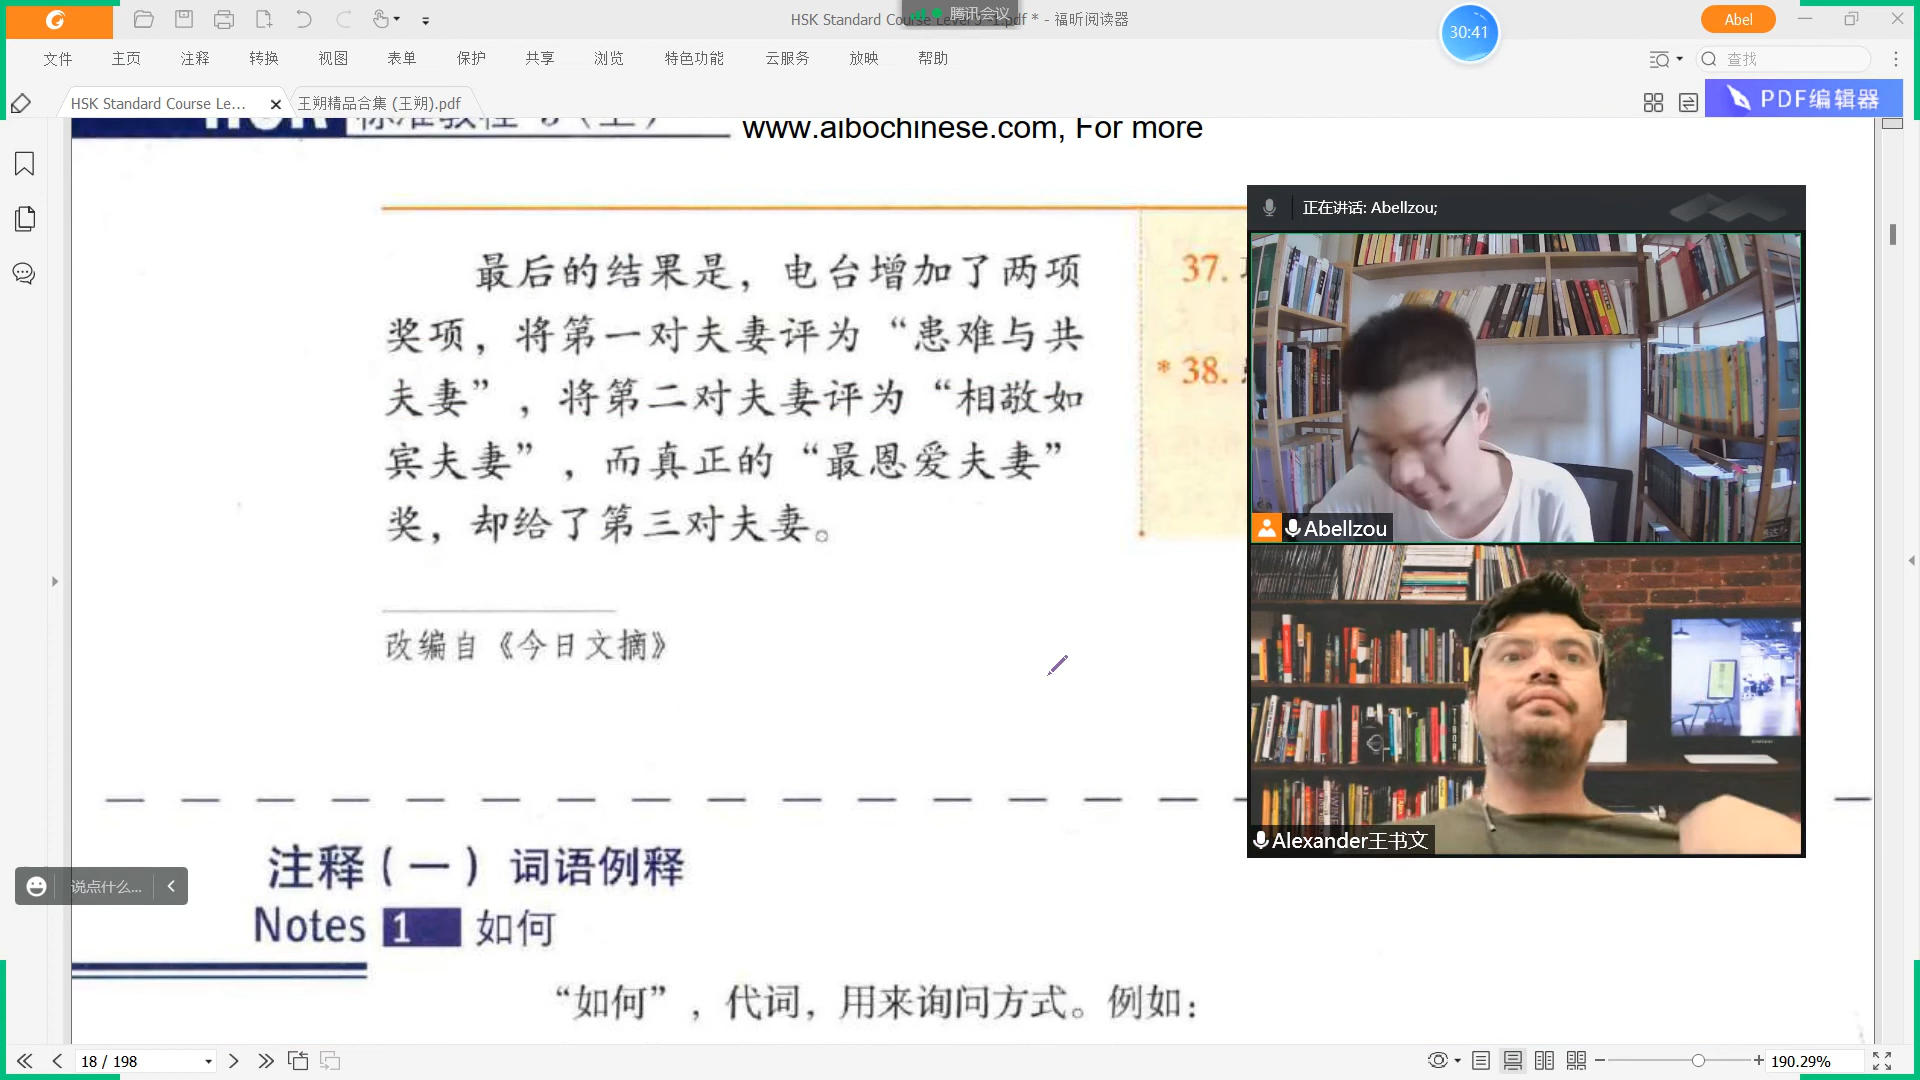 HSK Standard Course Level 5-1.pdf * - 福昕阅读器
腾讯会议
30:41
Abel
文件 主页 注释 转换 视图 表单 保护 共享 浏览 特色功能 云服务 放映 帮助
查找
HSK Standard Course Le...
王朔精品合集 (王朔).pdf
PDF编辑器
HSK 标准教程 5（上）
www.aibochinese.com, For more
最后的结果是，电台增加了两项
奖项，将第一对夫妻评为“患难与共
夫妻”，将第二对夫妻评为“相敬如
宾夫妻”，而真正的“最恩爱夫妻”
奖，却给了第三对夫妻。
37.
* 38.
改编自《今日文摘》
正在讲话: Abellzou;
Abellzou
Alexander王书文
注释（一）词语例释
Notes 1 如何
“如何”，代词，用来询问方式。例如：
说点什么...
18 / 198
190.29%